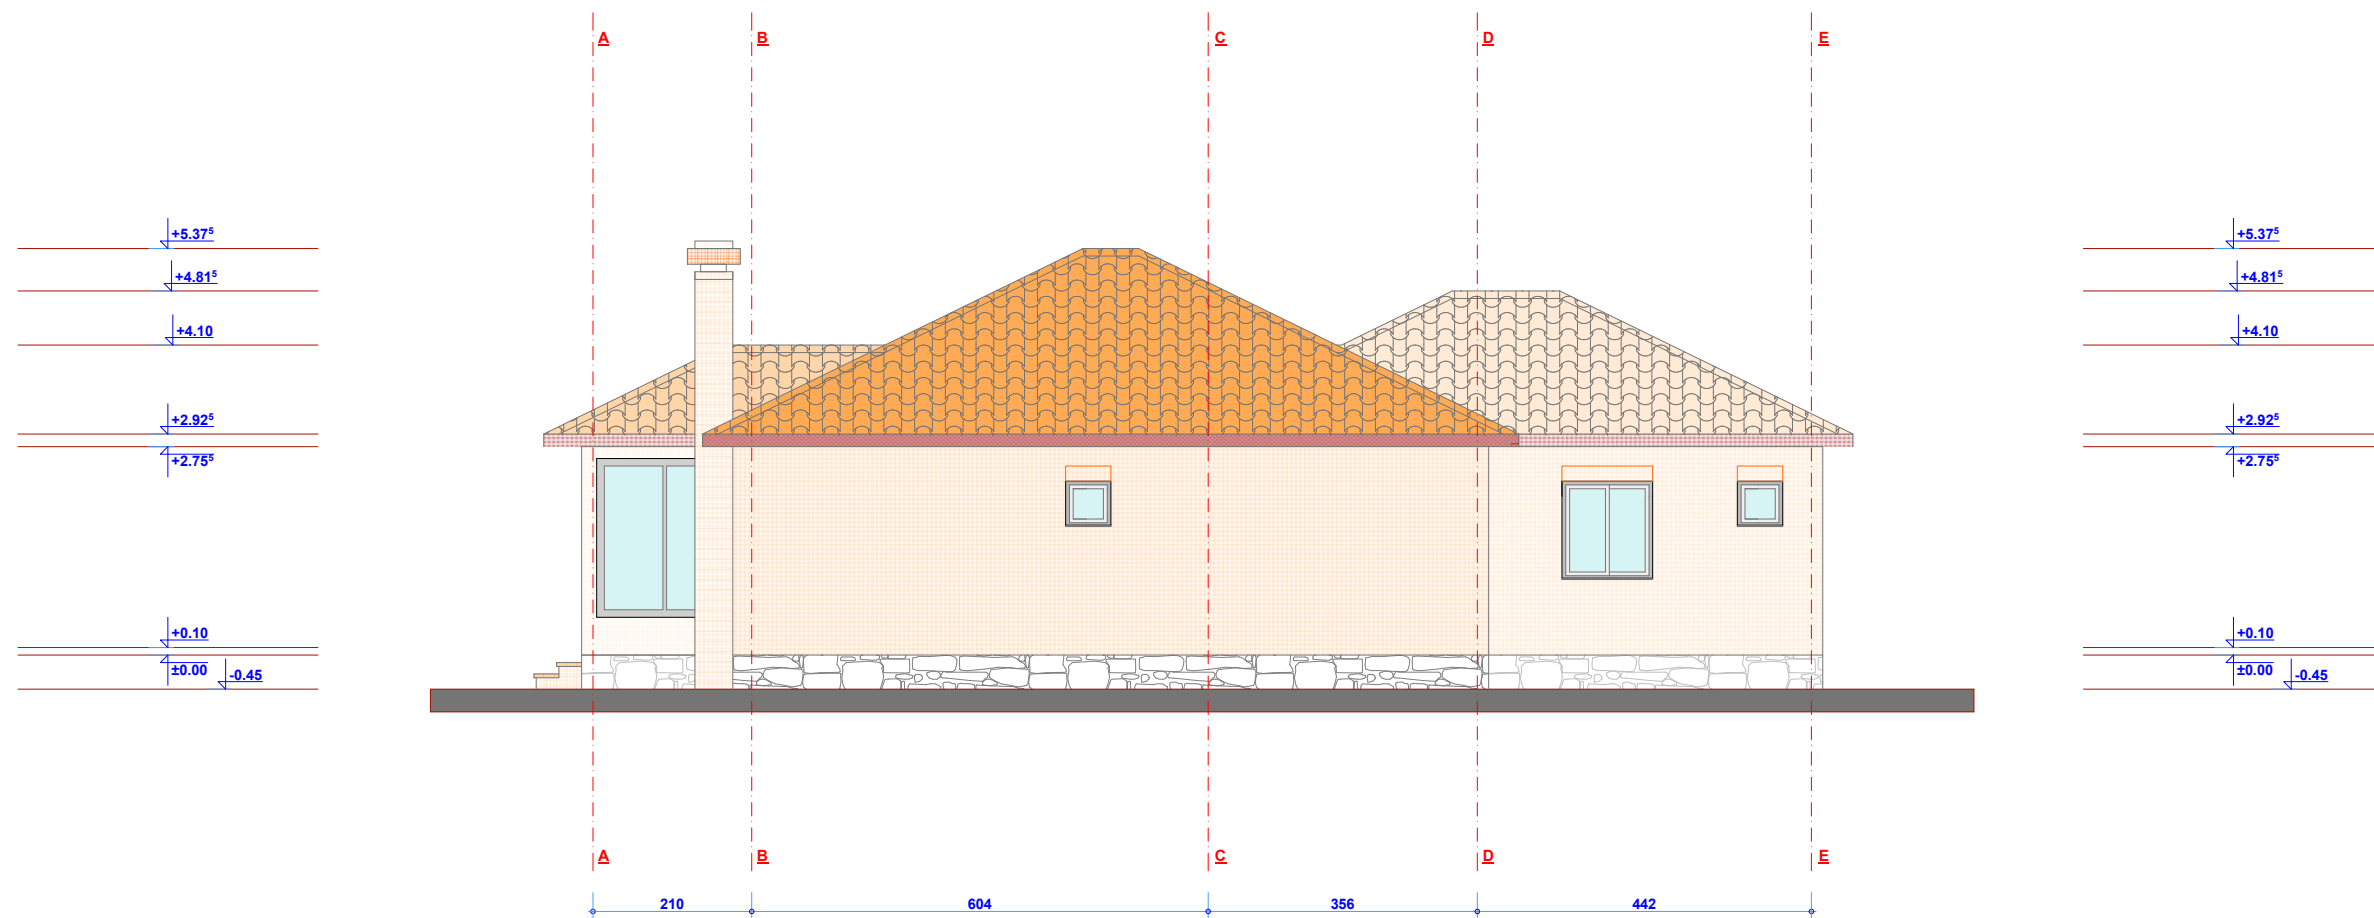 A B C D E
+5.37⁵ +5.37⁵
+4.81⁵ +4.81⁵
+4.10 +4.10
+2.92⁵ +2.92⁵
+2.75⁵ +2.75⁵
+0.10 +0.10
±0.00 -0.45 ±0.00 -0.45
A B C D E
210 604 356 442